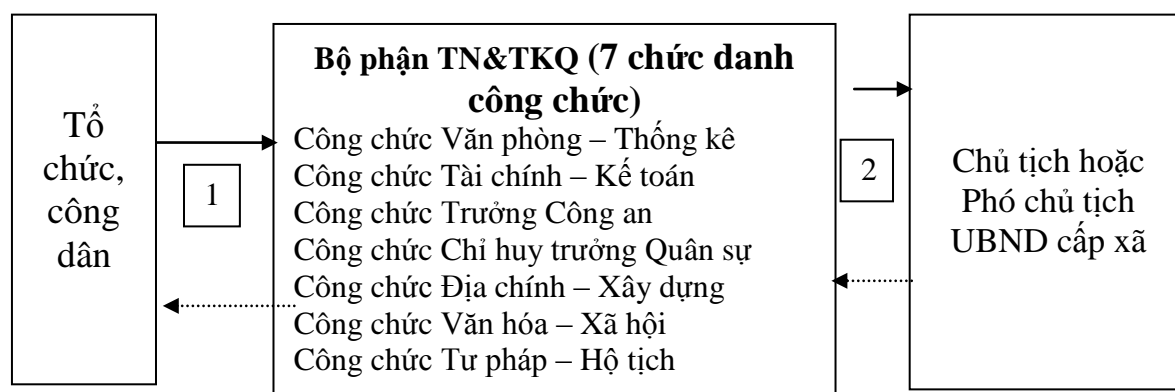 Tổ
chức,
công
dân
1
Bộ phận TN&TKQ (7 chức danh
công chức)
Công chức Văn phòng – Thống kê
Công chức Tài chính – Kế toán
Công chức Trưởng Công an
Công chức Chỉ huy trưởng Quân sự
Công chức Địa chính – Xây dựng
Công chức Văn hóa – Xã hội
Công chức Tư pháp – Hộ tịch
2
Chủ tịch hoặc
Phó chủ tịch
UBND cấp xã